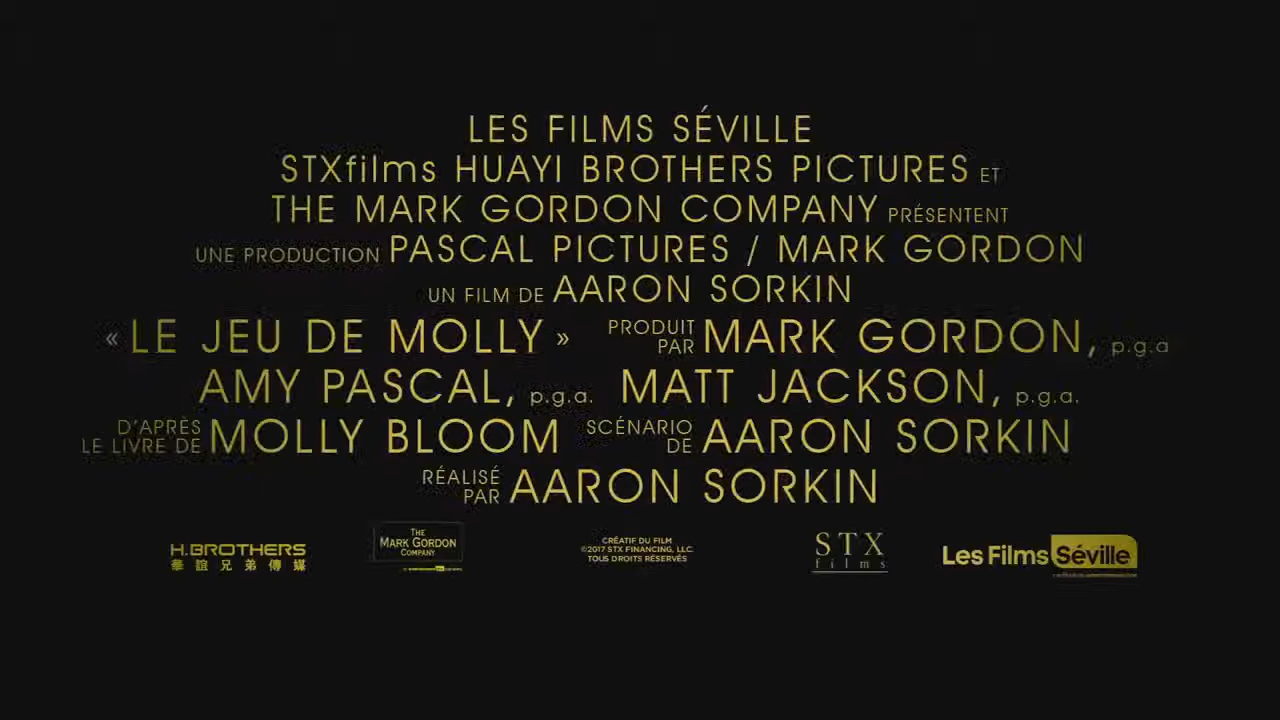 LES FILMS SÉVILLE
STXfilms HUAYI BROTHERS PICTURES ET
THE MARK GORDON COMPANY PRÉSENTENT
UNE PRODUCTION PASCAL PICTURES / MARK GORDON
UN FILM DE AARON SORKIN
« LE JEU DE MOLLY » PRODUIT PAR MARK GORDON, p.g.a
AMY PASCAL, p.g.a. MATT JACKSON, p.g.a.
D'APRÈS LE LIVRE DE MOLLY BLOOM SCÉNARIO DE AARON SORKIN
RÉALISÉ PAR AARON SORKIN
H.BROTHERS
華誼兄弟傳媒
THE
MARK GORDON
COMPANY
CRÉATIF DU FILM
©2017 STX FINANCING, LLC.
TOUS DROITS RÉSERVÉS
STX
films
Les Films Séville